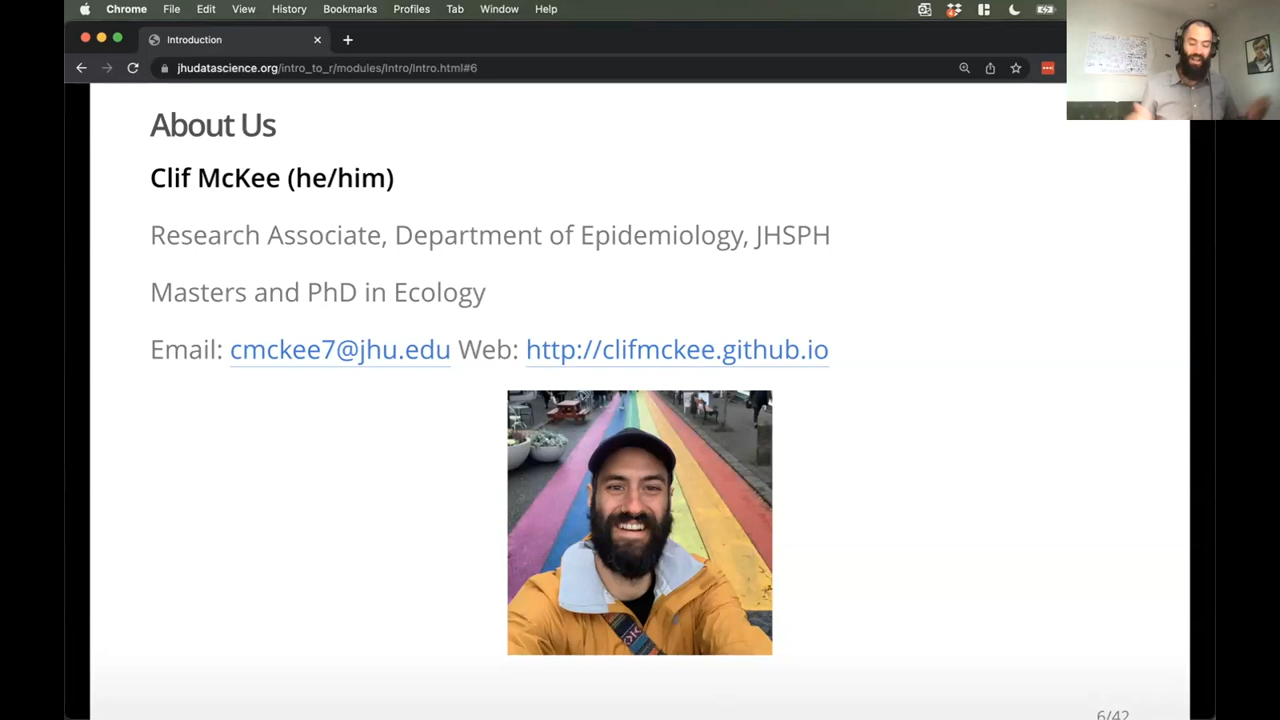 Chrome File Edit View History Bookmarks Profiles Tab Window Help
Introduction
jhudatascience.org/intro_to_r/modules/Intro/Intro.html#6
About Us
Clif McKee (he/him)
Research Associate, Department of Epidemiology, JHSPH
Masters and PhD in Ecology
Email: cmckee7@jhu.edu Web: http://clifmckee.github.io
6/42